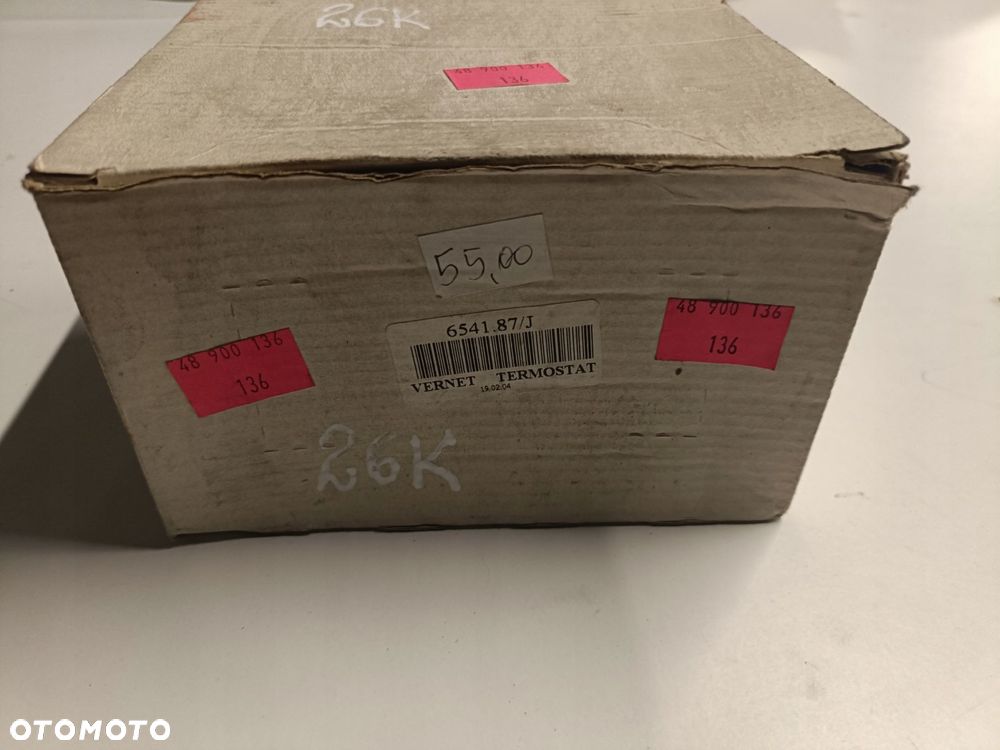 26K
48 900 136
136
55,00
48 900 136
136
6541.87/J
VERNET TERMOSTAT
19.02.04
48 900 136
136
26K
OTOMOTO